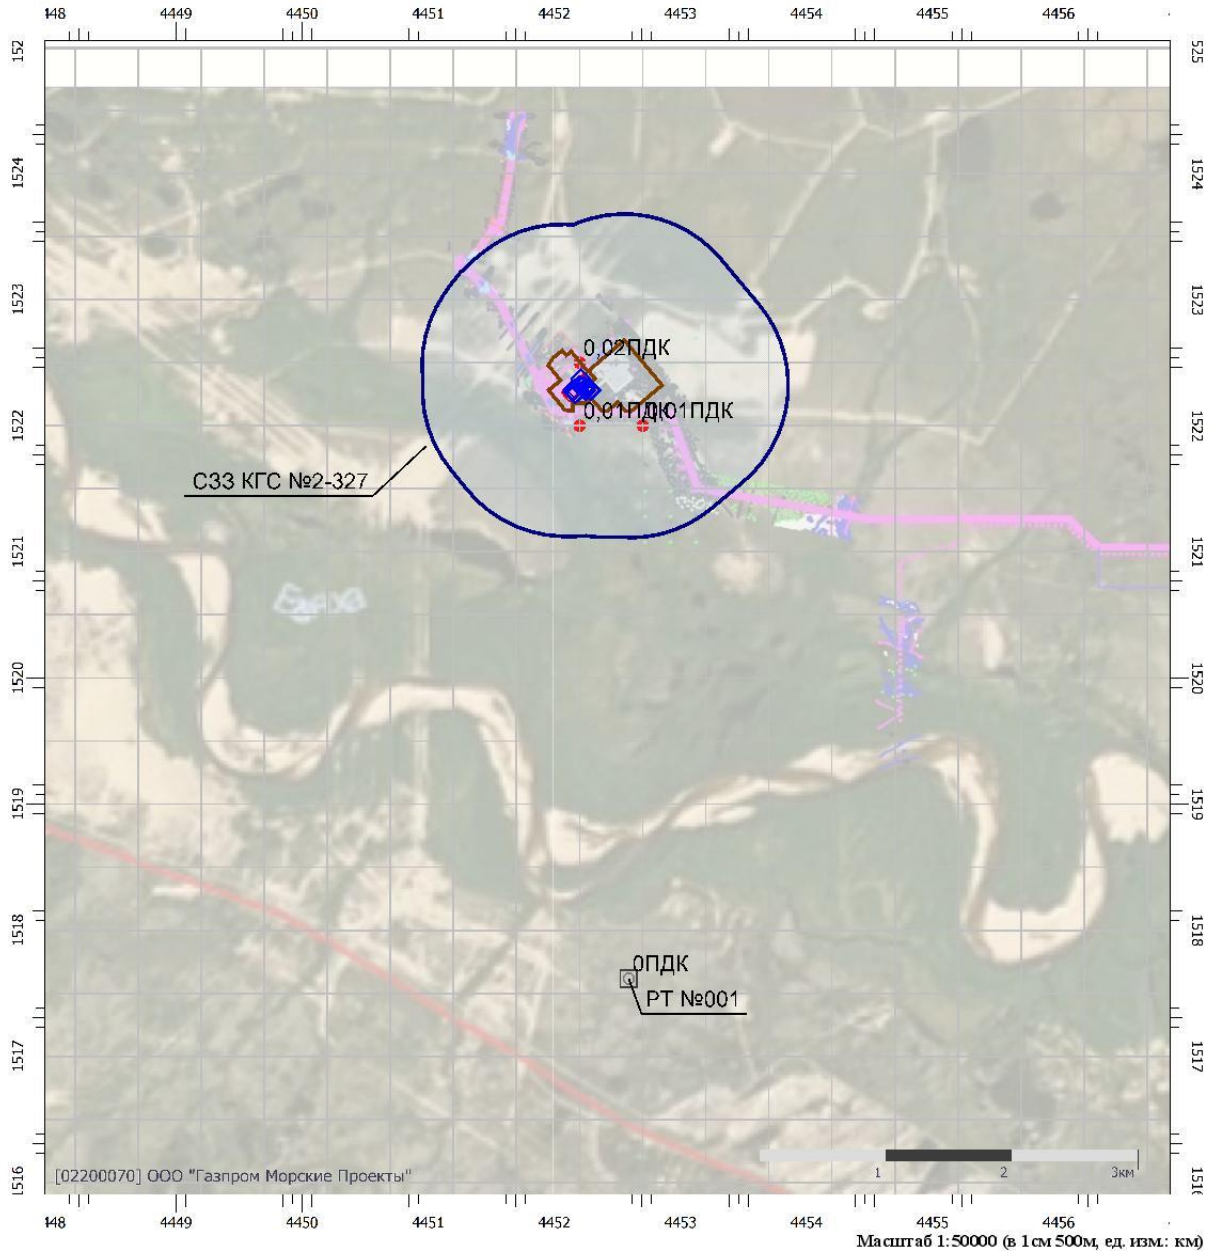 148 4449 4450 4451 4452 4453 4454 4455 4456
152 525
1524 1524
1523 1523
0,02ПДК
0,01ПДК 0,01ПДК
1522 1522
СЗЗ КГС №2-327
1521 1521
1520 1520
1519 1519
1518 1518
0ПДК
РТ №001
1517 1517
1516 1516
[02200070] ООО "Газпром Морские Проекты"
1 2 3км
148 4449 4450 4451 4452 4453 4454 4455 4456
Масштаб 1:50000 (в 1см 500м, ед. изм.: км)